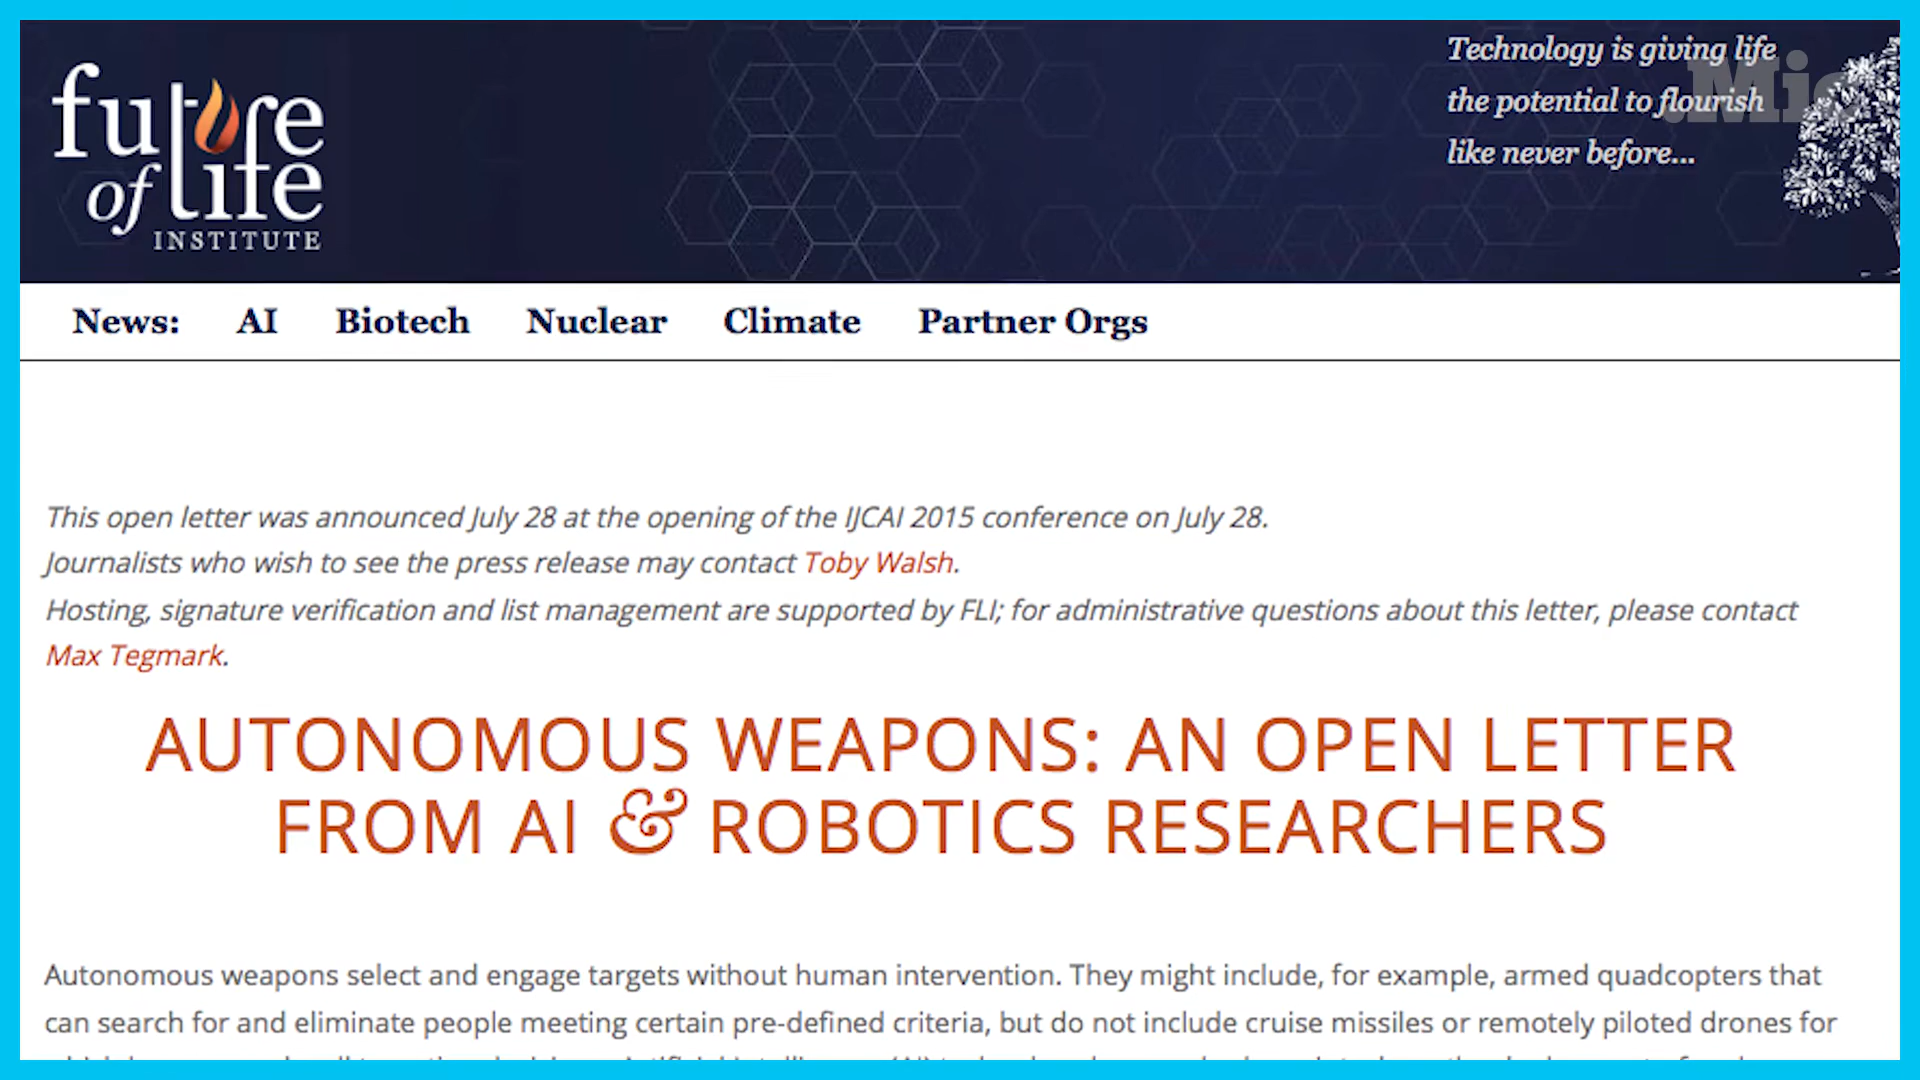 future
of life
INSTITUTE
Technology is giving life
the potential to flourish
like never before...
.Mic
News: AI Biotech Nuclear Climate Partner Orgs
This open letter was announced July 28 at the opening of the IJCAI 2015 conference on July 28.
Journalists who wish to see the press release may contact Toby Walsh.
Hosting, signature verification and list management are supported by FLI; for administrative questions about this letter, please contact
Max Tegmark.
AUTONOMOUS WEAPONS: AN OPEN LETTER
FROM AI & ROBOTICS RESEARCHERS
Autonomous weapons select and engage targets without human intervention. They might include, for example, armed quadcopters that
can search for and eliminate people meeting certain pre-defined criteria, but do not include cruise missiles or remotely piloted drones for